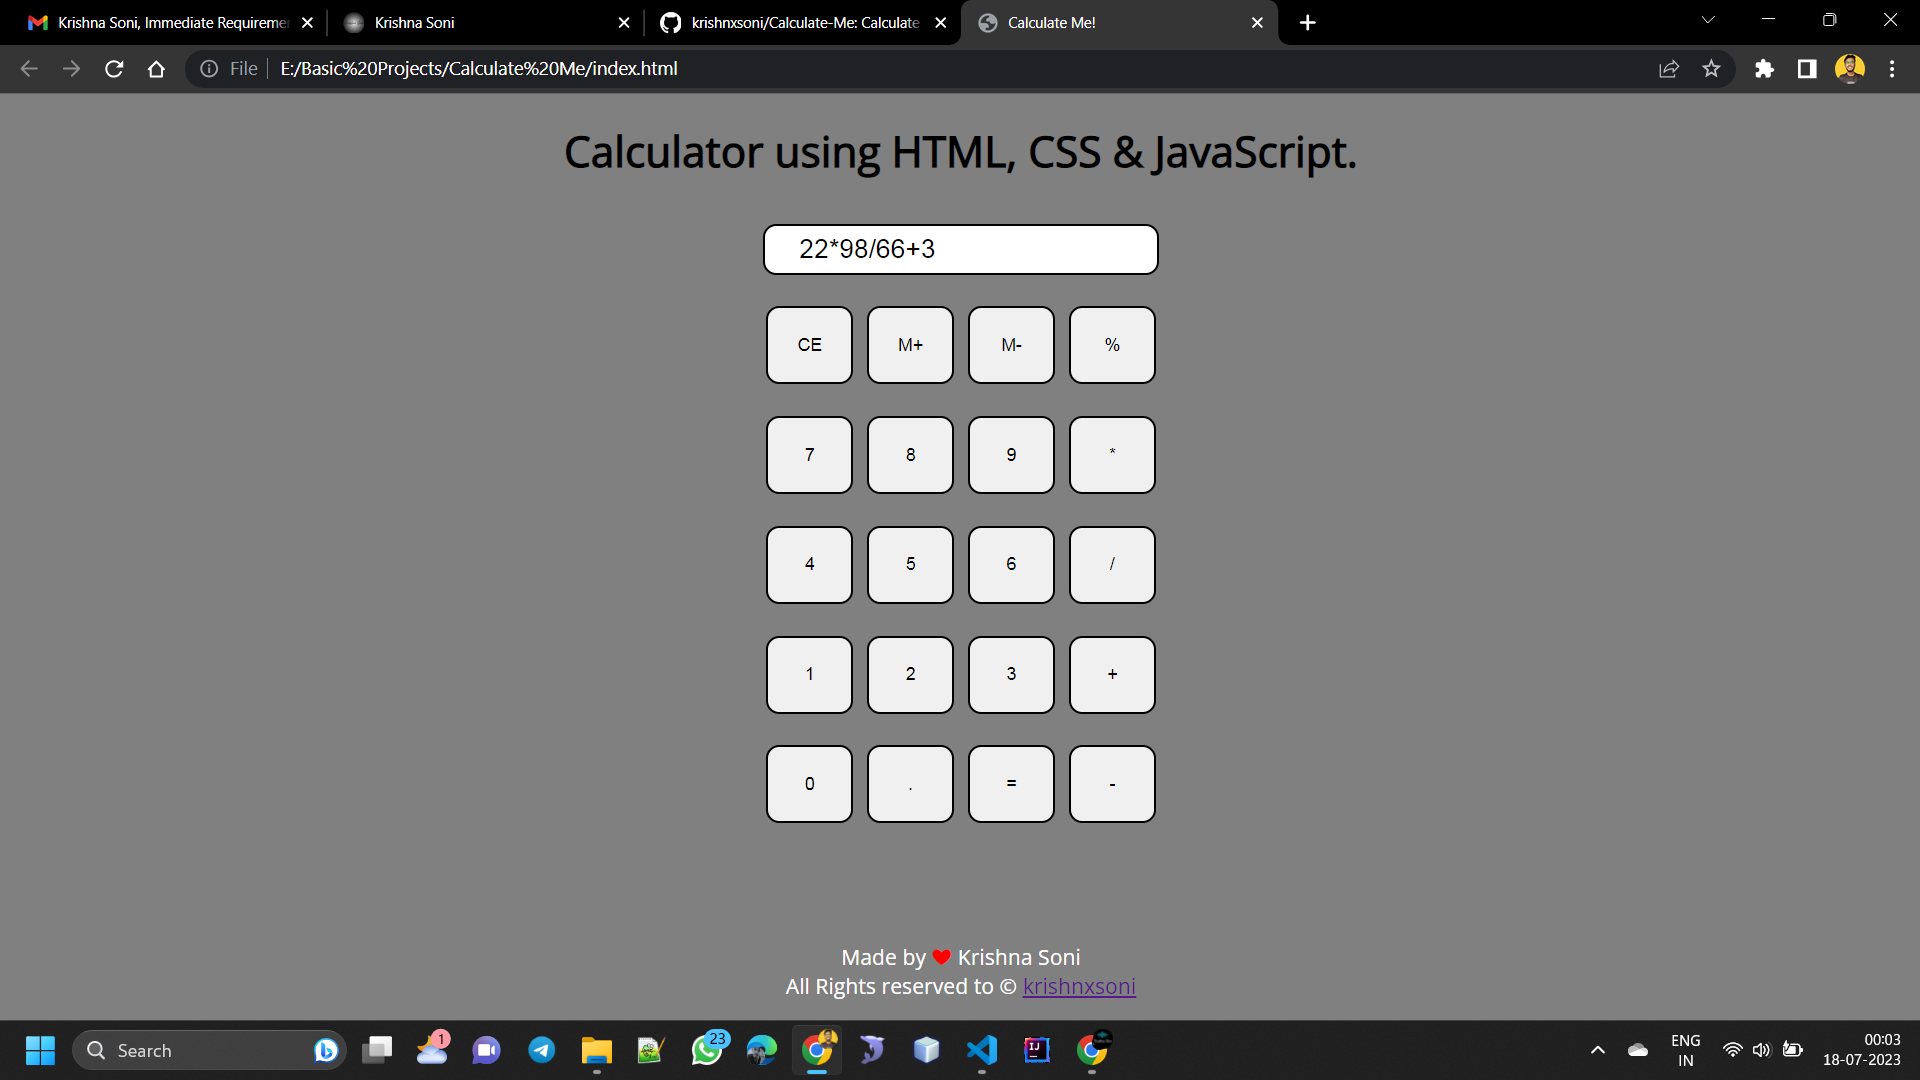 Krishna Soni, Immediate Requireme
Krishna Soni
krishnxsoni/Calculate-Me: Calculate
Calculate Me!
File
E:/Basic%20Projects/Calculate%20Me/index.html
Calculator using HTML, CSS & JavaScript.
22*98/66+3
CE M+ M- %
7 8 9 *
4 5 6 /
1 2 3 +
0 . = -
Made by ❤ Krishna Soni
All Rights reserved to © krishnxsoni
Search
1
23
IJ
ENG
IN
00:03
18-07-2023